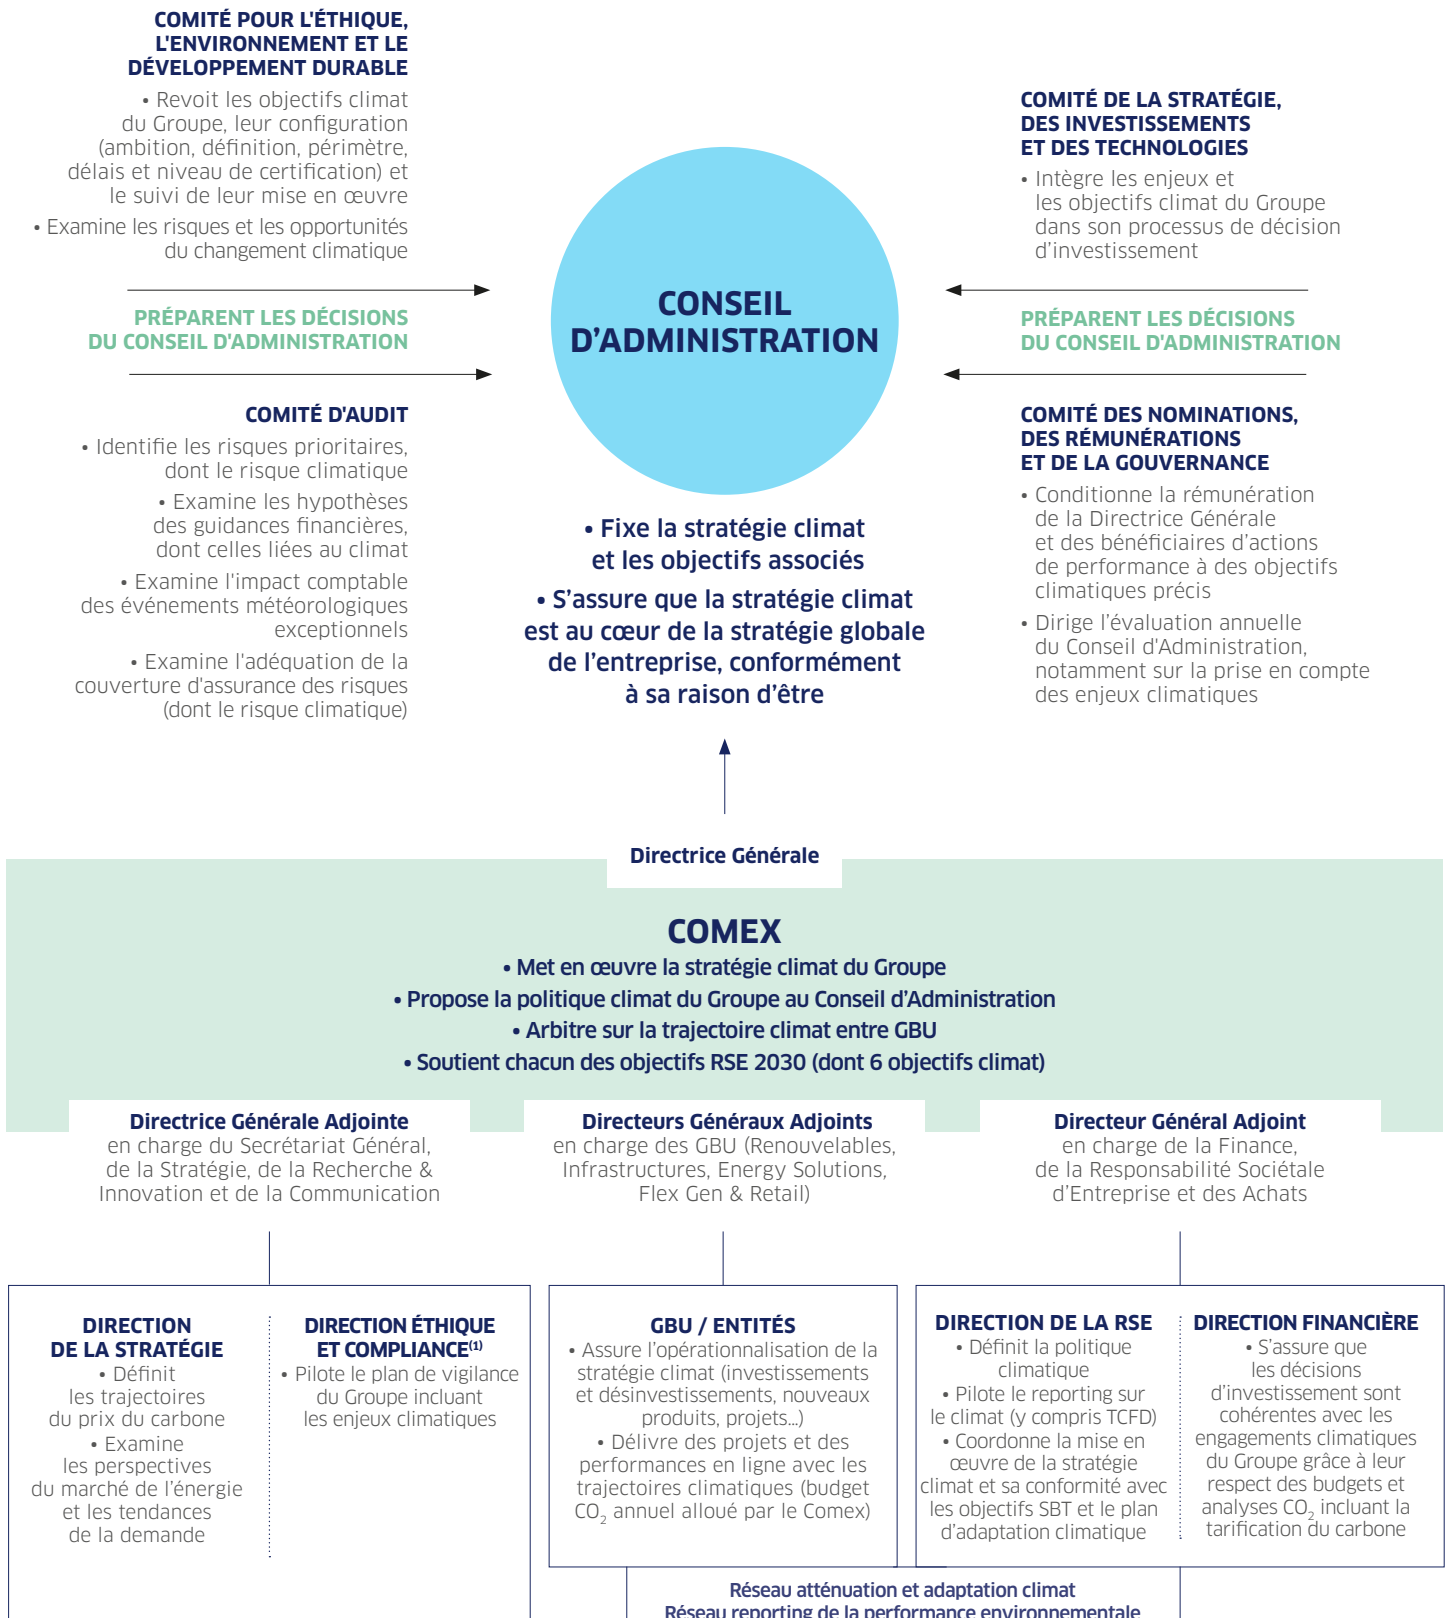 COMITÉ POUR L'ÉTHIQUE,
L'ENVIRONNEMENT ET LE
DÉVELOPPEMENT DURABLE
• Revoit les objectifs climat
du Groupe, leur configuration
(ambition, définition, périmètre,
délais et niveau de certification) et
le suivi de leur mise en œuvre
• Examine les risques et les opportunités
du changement climatique
PRÉPARENT LES DÉCISIONS
DU CONSEIL D'ADMINISTRATION
COMITÉ D'AUDIT
• Identifie les risques prioritaires,
dont le risque climatique
• Examine les hypothèses
des guidances financières,
dont celles liées au climat
• Examine l'impact comptable
des événements météorologiques
exceptionnels
• Examine l'adéquation de la
couverture d'assurance des risques
(dont le risque climatique)
CONSEIL
D’ADMINISTRATION
• Fixe la stratégie climat
et les objectifs associés
• S’assure que la stratégie climat
est au cœur de la stratégie globale
de l’entreprise, conformément
à sa raison d’être
COMITÉ DE LA STRATÉGIE,
DES INVESTISSEMENTS
ET DES TECHNOLOGIES
• Intègre les enjeux et
les objectifs climat du Groupe
dans son processus de décision
d’investissement
PRÉPARENT LES DÉCISIONS
DU CONSEIL D'ADMINISTRATION
COMITÉ DES NOMINATIONS,
DES RÉMUNÉRATIONS
ET DE LA GOUVERNANCE
• Conditionne la rémunération
de la Directrice Générale
et des bénéficiaires d’actions
de performance à des objectifs
climatiques précis
• Dirige l’évaluation annuelle
du Conseil d'Administration,
notamment sur la prise en compte
des enjeux climatiques
Directrice Générale
COMEX
• Met en œuvre la stratégie climat du Groupe
• Propose la politique climat du Groupe au Conseil d’Administration
• Arbitre sur la trajectoire climat entre GBU
• Soutient chacun des objectifs RSE 2030 (dont 6 objectifs climat)
Directrice Générale Adjointe
en charge du Secrétariat Général,
de la Stratégie, de la Recherche &
Innovation et de la Communication
Directeurs Généraux Adjoints
en charge des GBU (Renouvelables,
Infrastructures, Energy Solutions,
Flex Gen & Retail)
Directeur Général Adjoint
en charge de la Finance,
de la Responsabilité Sociétale
d’Entreprise et des Achats
DIRECTION
DE LA STRATÉGIE
• Définit
les trajectoires
du prix du carbone
• Examine
les perspectives
du marché de l’énergie
et les tendances
de la demande
DIRECTION ÉTHIQUE
ET COMPLIANCE(1)
• Pilote le plan de vigilance
du Groupe incluant
les enjeux climatiques
GBU / ENTITÉS
• Assure l’opérationnalisation de la
stratégie climat (investissements
et désinvestissements, nouveaux
produits, projets...)
• Délivre des projets et des
performances en ligne avec les
trajectoires climatiques (budget
CO2 annuel alloué par le Comex)
DIRECTION DE LA RSE
• Définit la politique
climatique
• Pilote le reporting sur
le climat (y compris TCFD)
• Coordonne la mise en
œuvre de la stratégie
climat et sa conformité avec
les objectifs SBT et le plan
d’adaptation climatique
DIRECTION FINANCIÈRE
• S’assure que
les décisions
d’investissement sont
cohérentes avec les
engagements climatiques
du Groupe grâce à leur
respect des budgets et
analyses CO2 incluant la
tarification du carbone
Réseau atténuation et adaptation climat
Réseau reporting de la performance environnementale